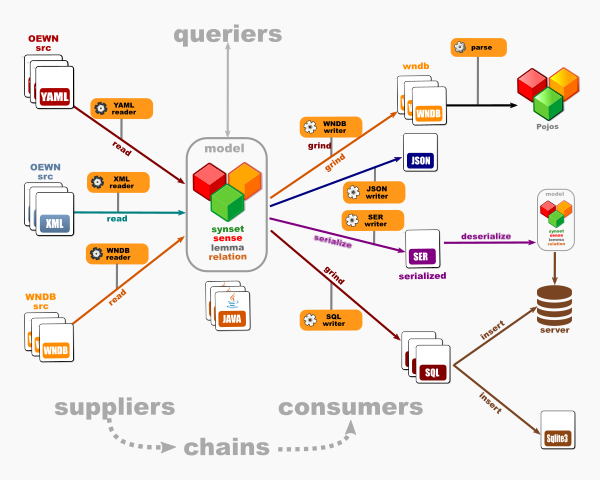 queriers
OEWN
src
YAML
YAML
reader
read
OEWN
src
XML
XML
reader
read
WNDB
reader
read
WNDB
src
WNDB
model
synset
sense
lemma
relation
JAVA
WNDB
writer
grind
grind
wndb
WNDB
parse
Pojos
JSON
JSON
writer
SER
writer
serialize
SER
serialized
deserialize
model
synset
sense
lemma
relation
server
grind
SQL
writer
SQL
insert
insert
Sqlite3
suppliers
consumers
chains